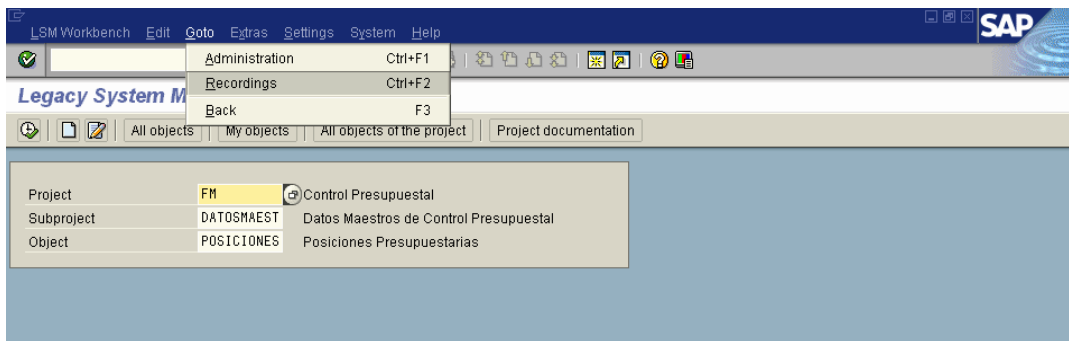 LSM Workbench Edit Goto Extras Settings System Help
SAP
Administration Ctrl+F1
Recordings Ctrl+F2
Back F3
Legacy System M
All objects My objects All objects of the project Project documentation
Project FM Control Presupuestal
Subproject DATOSMAEST Datos Maestros de Control Presupuestal
Object POSICIONES Posiciones Presupuestarias